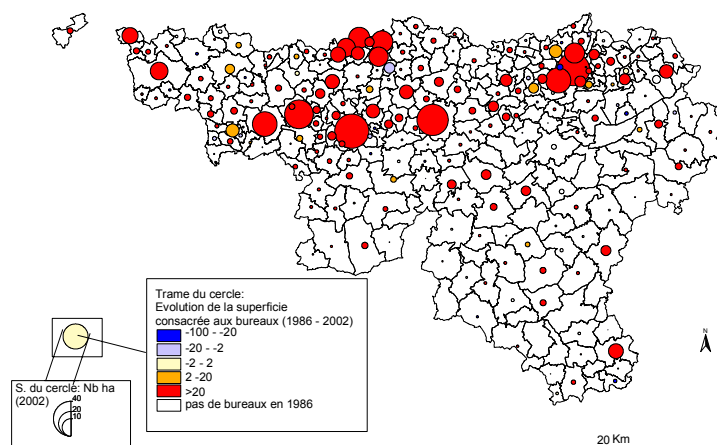 Trame du cercle:
Evolution de la superficie
consacrée aux bureaux (1986 - 2002)
-100 - -20
-20 - -2
-2 - 2
2 -20
>20
pas de bureaux en 1986
S. du cercle: Nb ha
(2002)
40
20
10
N
20 Km